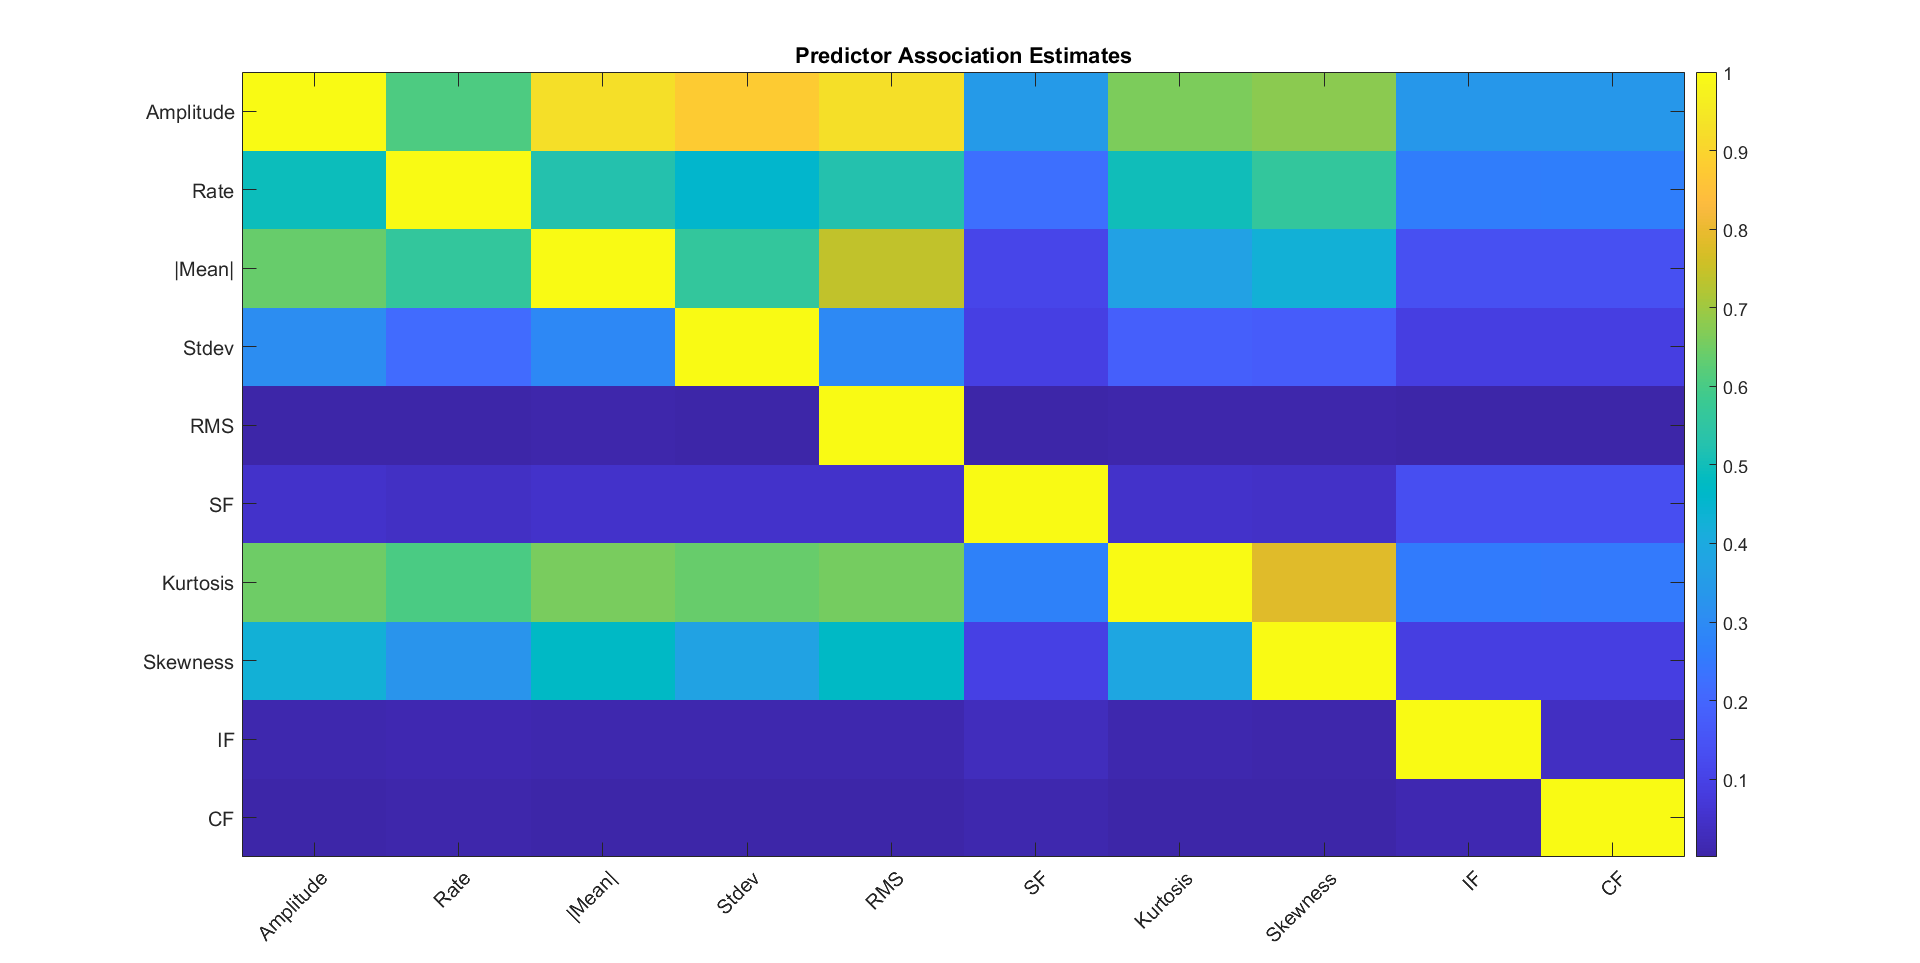 Predictor Association Estimates
Amplitude
Rate
|Mean|
Stdev
RMS
SF
Kurtosis
Skewness
IF
CF
Amplitude
Rate
|Mean|
Stdev
RMS
SF
Kurtosis
Skewness
IF
CF
1
0.9
0.8
0.7
0.6
0.5
0.4
0.3
0.2
0.1